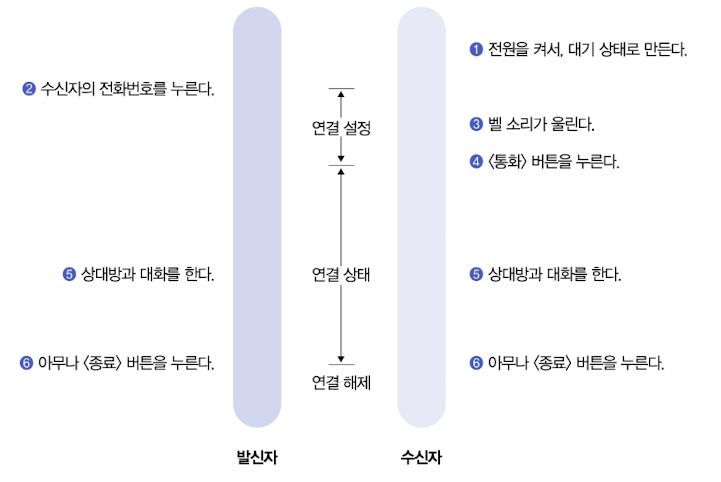 ❶ 전원을 켜서, 대기 상태로 만든다.
❷ 수신자의 전화번호를 누른다.
연결 설정
❸ 벨 소리가 울린다.
❹ 〈통화〉 버튼을 누른다.
❺ 상대방과 대화를 한다.
연결 상태
❺ 상대방과 대화를 한다.
❻ 아무나 〈종료〉 버튼을 누른다.
연결 해제
❻ 아무나 〈종료〉 버튼을 누른다.
발신자
수신자